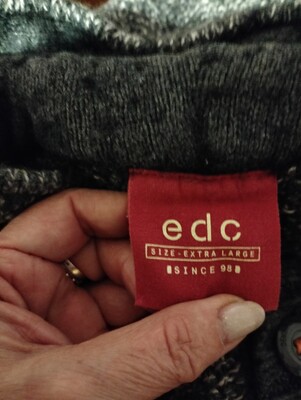 edc
SIZE-EXTRA LARGE
SINCE 98